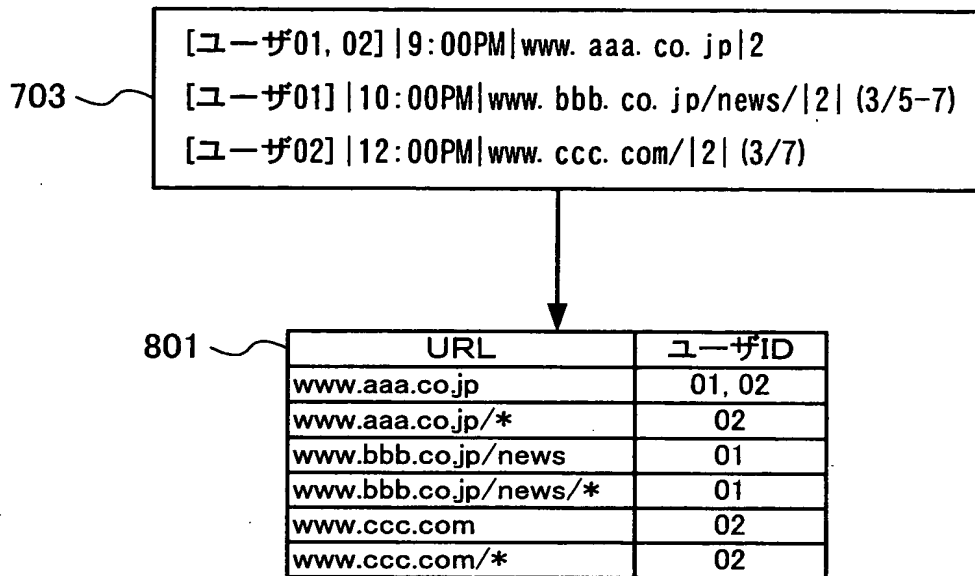 [ユーザ01, 02] |9:00PM|www. aaa. co. jp|2
703
[ユーザ01] |10:00PM|www. bbb. co. jp/news/|2| (3/5-7)
[ユーザ02] |12:00PM|www. ccc. com/|2| (3/7)
801
URL ユーザID
www.aaa.co.jp 01, 02
www.aaa.co.jp/* 02
www.bbb.co.jp/news 01
www.bbb.co.jp/news/* 01
www.ccc.com 02
www.ccc.com/* 02